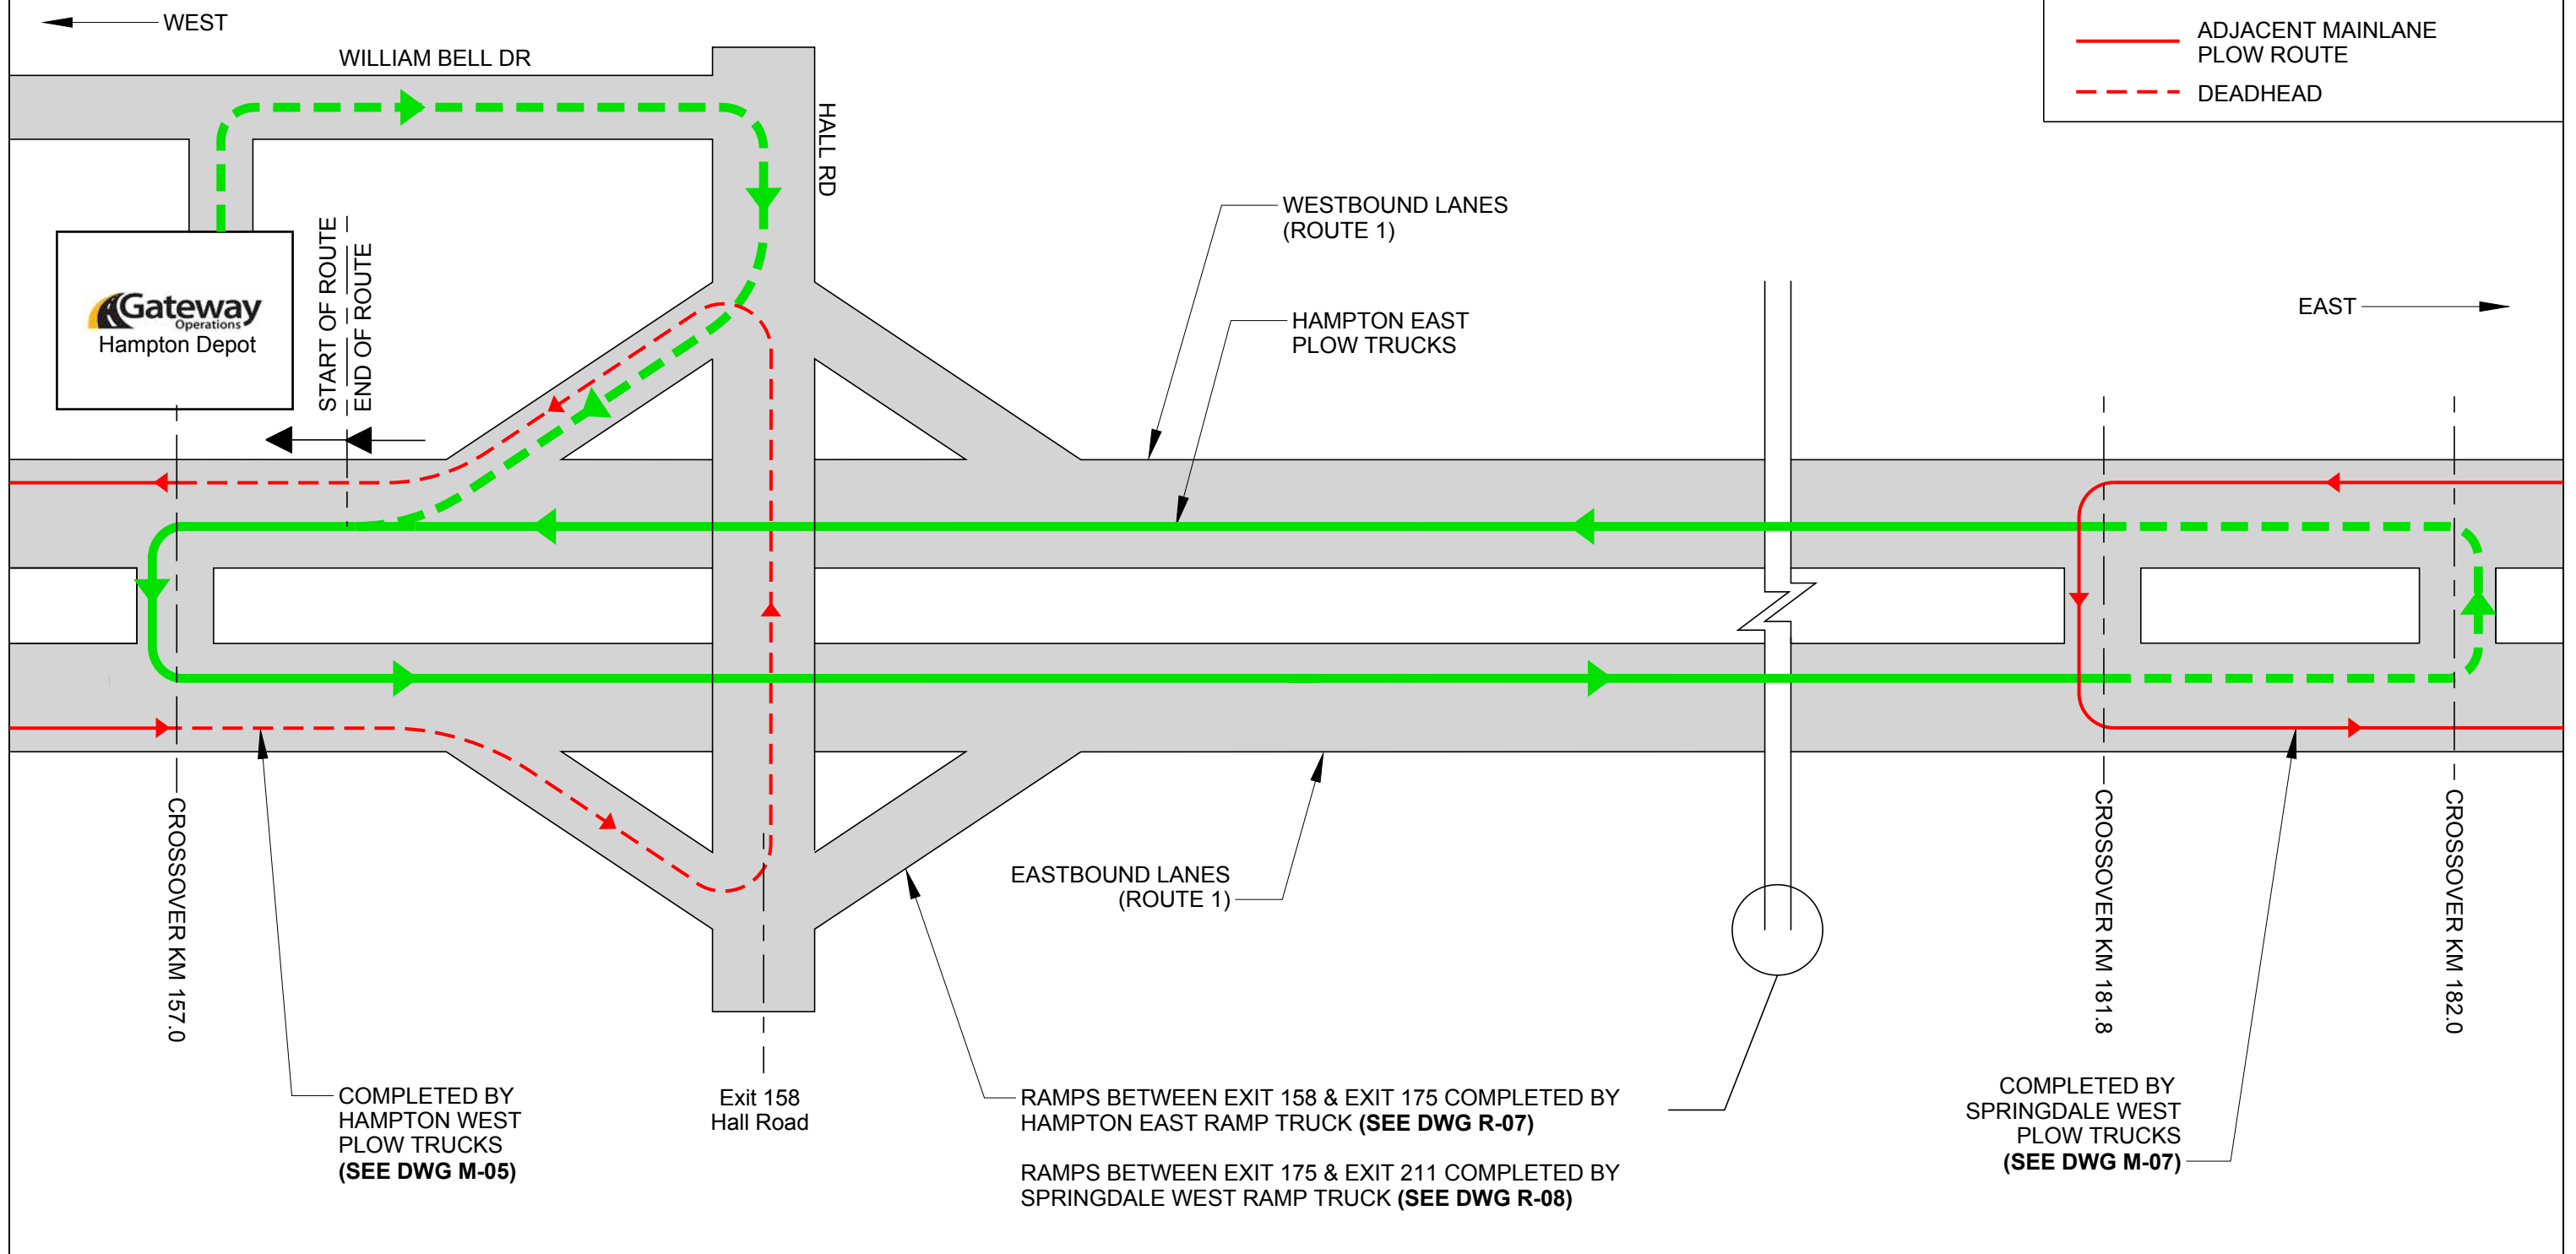 WEST
WILLIAM BELL DR
HALL RD
ADJACENT MAINLANE
PLOW ROUTE
DEADHEAD
WESTBOUND LANES
(ROUTE 1)
HAMPTON EAST
PLOW TRUCKS
EAST
START OF ROUTE
END OF ROUTE
Gateway
Operations
Hampton Depot
CROSSOVER KM 157.0
CROSSOVER KM 181.8
CROSSOVER KM 182.0
EASTBOUND LANES
(ROUTE 1)
COMPLETED BY
HAMPTON WEST
PLOW TRUCKS
(SEE DWG M-05)
Exit 158
Hall Road
RAMPS BETWEEN EXIT 158 & EXIT 175 COMPLETED BY
HAMPTON EAST RAMP TRUCK (SEE DWG R-07)
RAMPS BETWEEN EXIT 175 & EXIT 211 COMPLETED BY
SPRINGDALE WEST RAMP TRUCK (SEE DWG R-08)
COMPLETED BY
SPRINGDALE WEST
PLOW TRUCKS
(SEE DWG M-07)